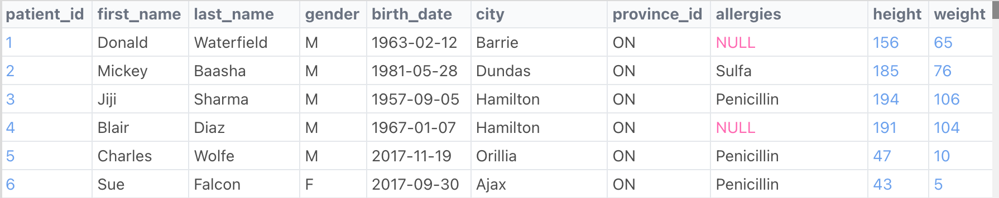 patient_id first_name last_name gender birth_date city province_id allergies height weight
1 Donald Waterfield M 1963-02-12 Barrie ON NULL 156 65
2 Mickey Baasha M 1981-05-28 Dundas ON Sulfa 185 76
3 Jiji Sharma M 1957-09-05 Hamilton ON Penicillin 194 106
4 Blair Diaz M 1967-01-07 Hamilton ON NULL 191 104
5 Charles Wolfe M 2017-11-19 Orillia ON Penicillin 47 10
6 Sue Falcon F 2017-09-30 Ajax ON Penicillin 43 5